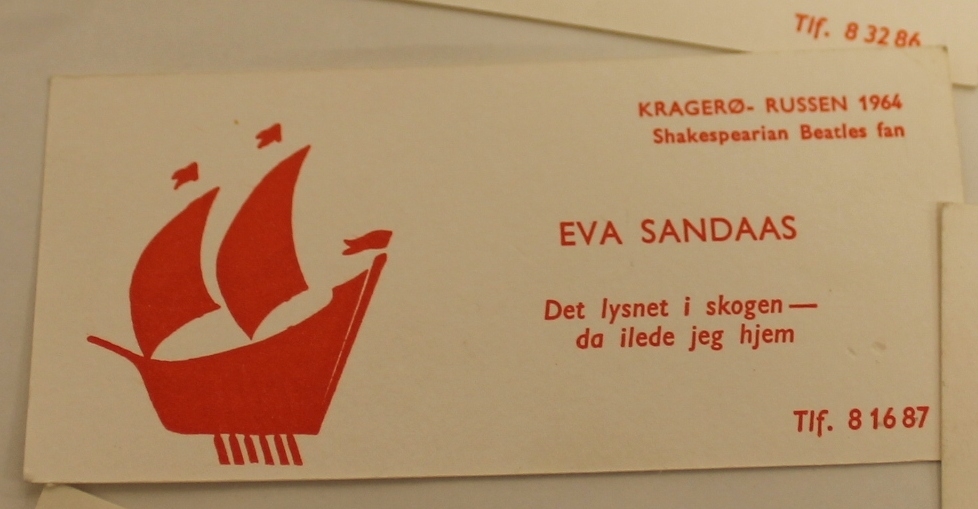 Tlf. 8 32 86
KRAGERØ- RUSSEN 1964
Shakespearian Beatles fan
EVA SANDAAS
Det lysnet i skogen —
da ilede jeg hjem
Tlf. 8 16 87